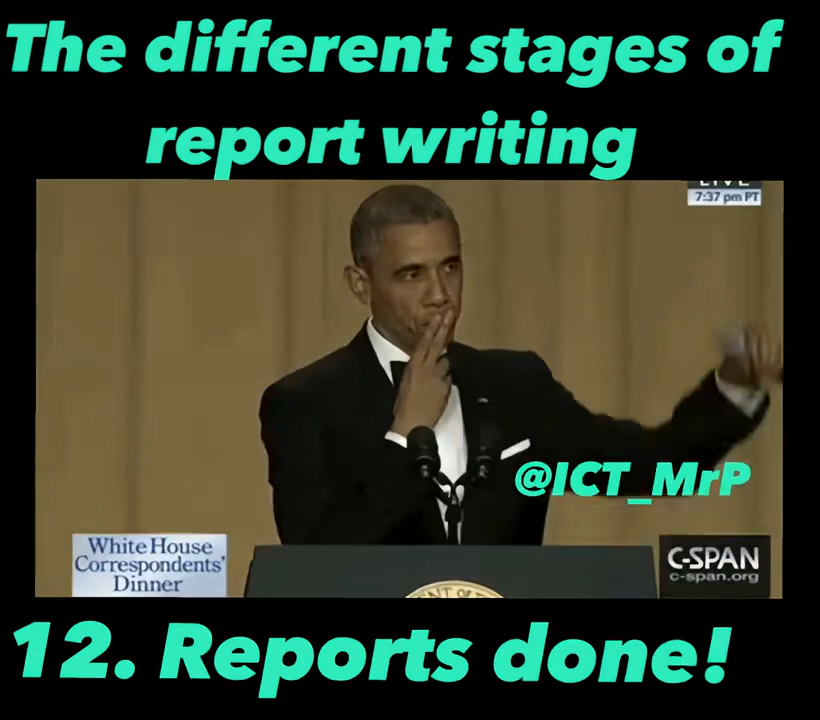 The different stages of
report writing
LIVE
7:37 pm PT
@ICT_MrP
White House
Correspondents'
Dinner
C-SPAN
c-span.org
12. Reports done!